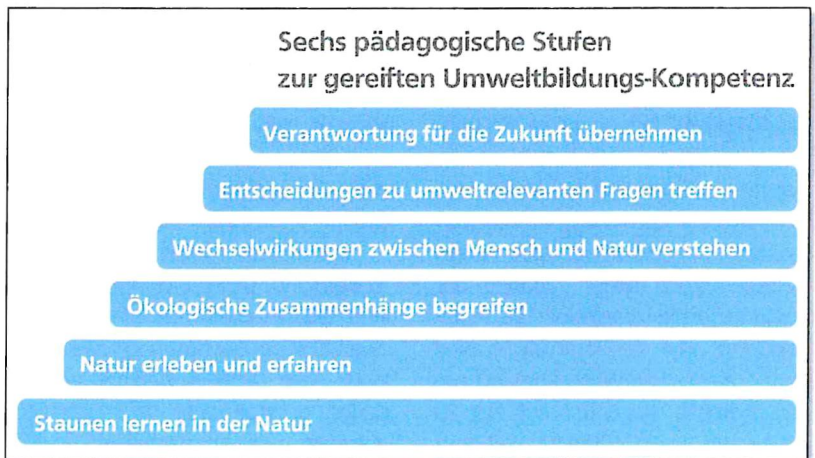 Sechs pädagogische Stufen
zur gereiften Umweltbildungs-Kompetenz
Verantwortung für die Zukunft übernehmen
Entscheidungen zu umweltrelevanten Fragen treffen
Wechselwirkungen zwischen Mensch und Natur verstehen
Ökologische Zusammenhänge begreifen
Natur erleben und erfahren
Staunen lernen in der Natur